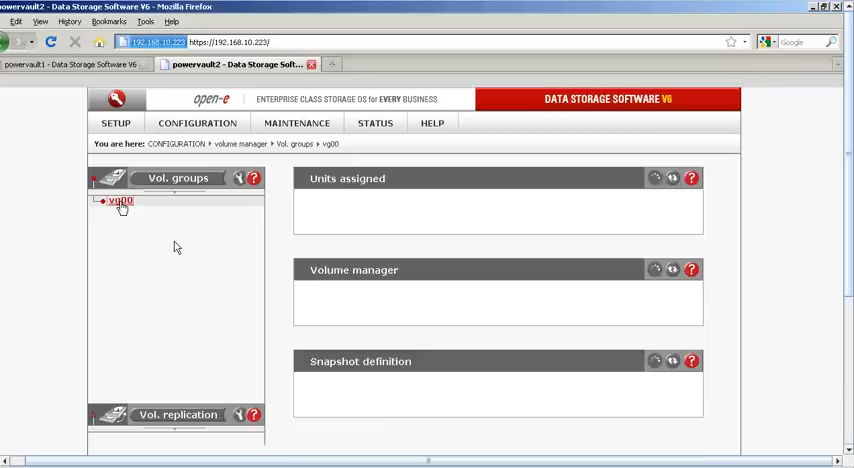 powervault2 - Data Storage Software V6 - Mozilla Firefox
Edit View History Bookmarks Tools Help
192.168.10.223 https://192.168.10.223/
Google
powervault1 - Data Storage Software V6
powervault2 - Data Storage Soft...
open-e ENTERPRISE CLASS STORAGE OS for EVERY BUSINESS
DATA STORAGE SOFTWARE V6
SETUP CONFIGURATION MAINTENANCE STATUS HELP
You are here: CONFIGURATION volume manager Vol. groups vg00
Vol. groups
vg00
Vol. replication
Units assigned
Volume manager
Snapshot definition